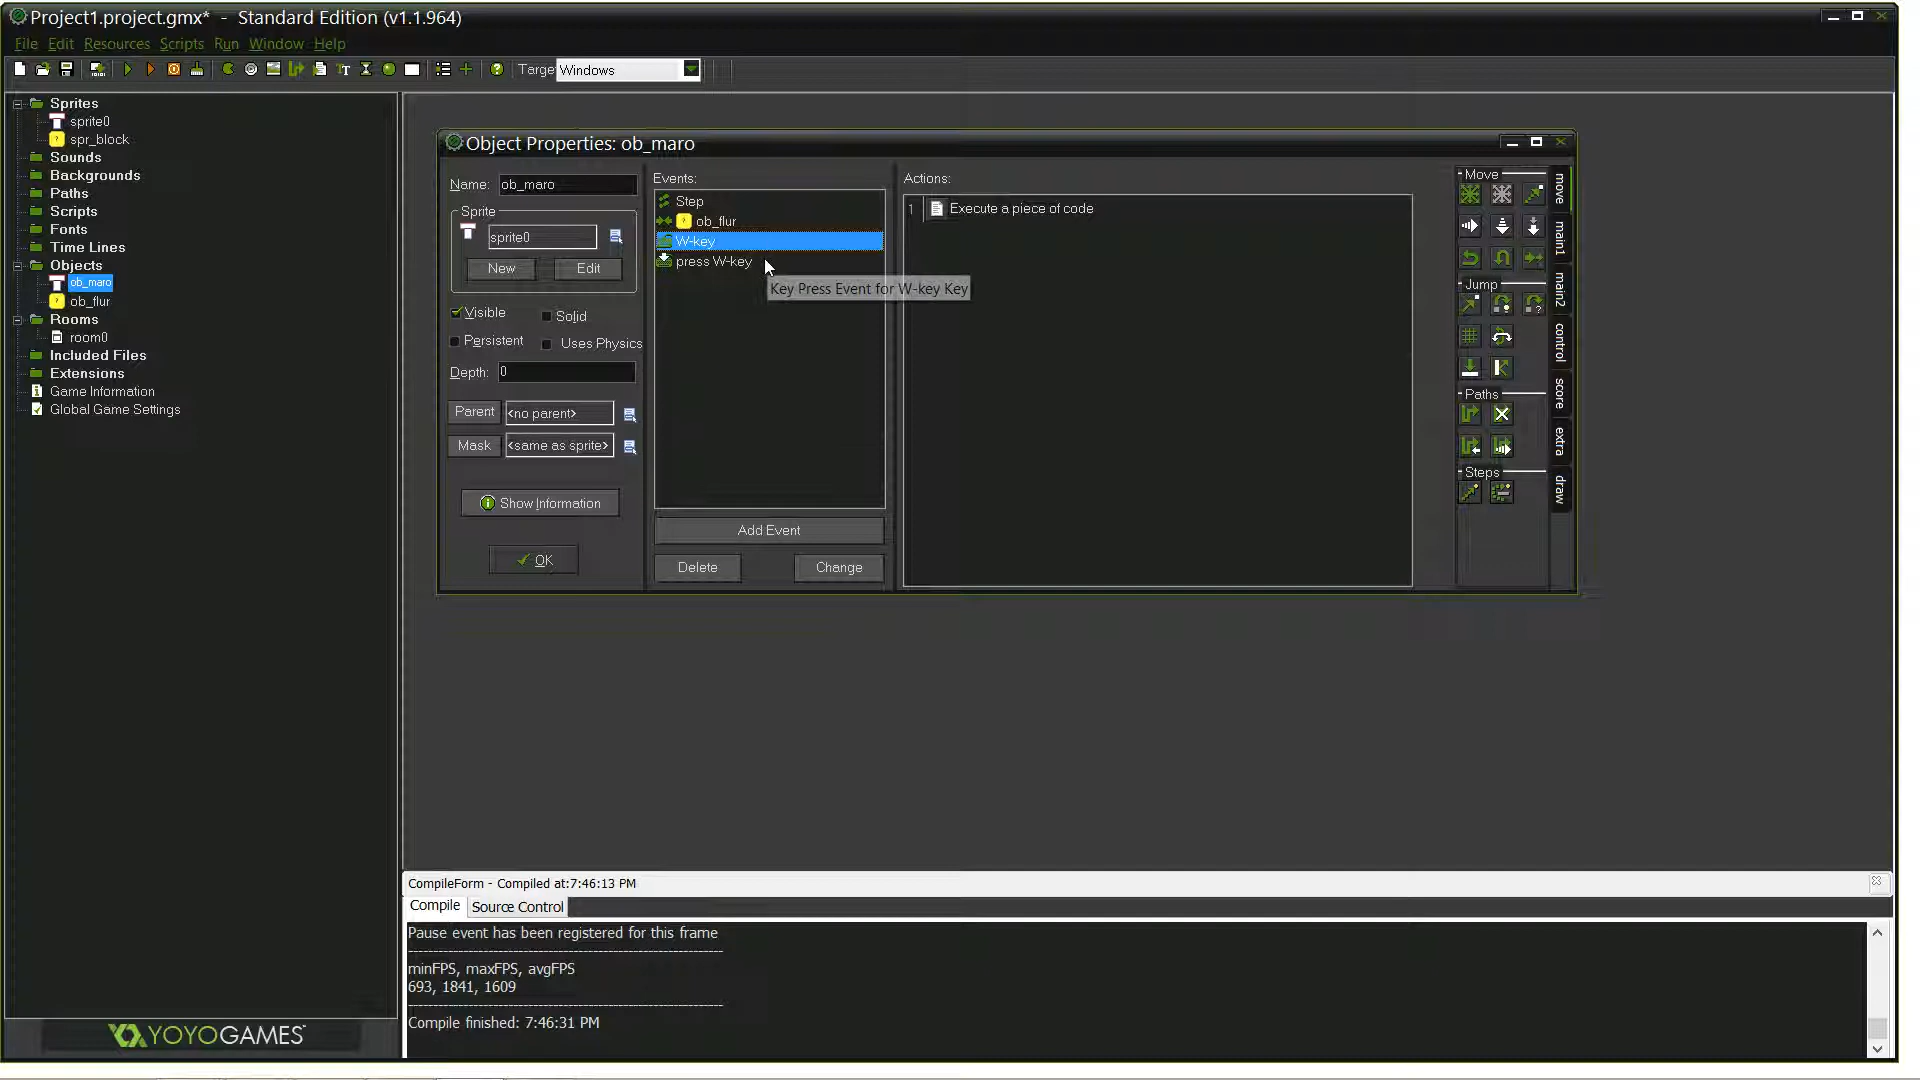 Project1.project.gmx* - Standard Edition (v1.1.964)
File Edit Resources Scripts Run Window Help
Targe Windows
Sprites
sprite0
spr_block
Sounds
Backgrounds
Paths
Scripts
Fonts
Time Lines
Objects
ob_maro
ob_flur
Rooms
room0
Included Files
Extensions
Game Information
Global Game Settings
YOYOGAMES
Object Properties: ob_maro
Name: ob_maro
Sprite
sprite0
New Edit
Visible Solid
Persistent Uses Physics
Depth: 0
Parent <no parent>
Mask <same as sprite>
Show Information
OK
Events:
Step
ob_flur
W-key
press W-key
Key Press Event for W-key Key
Add Event
Delete Change
Actions:
1 Execute a piece of code
Move
Jump
Paths
Steps
move
main1
main2
control
score
extra
draw
CompileForm - Compiled at:7:46:13 PM
Compile Source Control
Pause event has been registered for this frame
minFPS, maxFPS, avgFPS
693, 1841, 1609
Compile finished: 7:46:31 PM